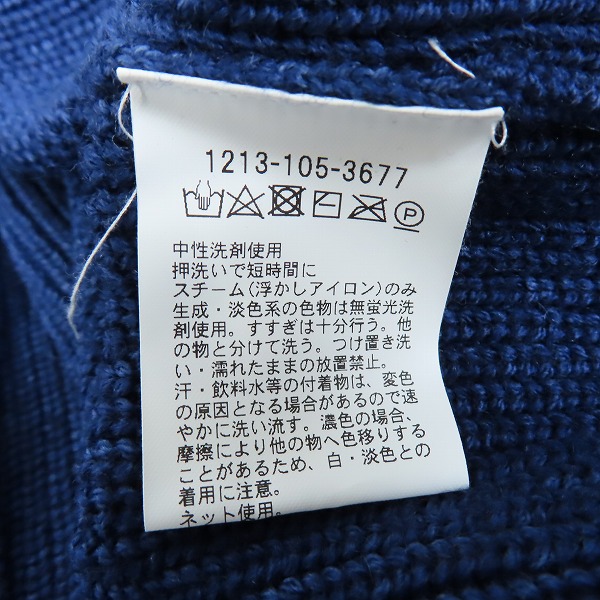 1213-105-3677
P
中性洗剤使用
押洗いで短時間に
スチーム(浮かしアイロン)のみ
生成・淡色系の色物は無蛍光洗
剤使用。すすぎは十分行う。他
の物と分けて洗う。つけ置き洗
い・濡れたままの放置禁止。
汗・飲料水等の付着物は、変色
の原因となる場合があるので速
やかに洗い流す。濃色の場合、
摩擦により他の物へ色移りする
ことがあるため、白・淡色との
着用に注意。
ネット使用。